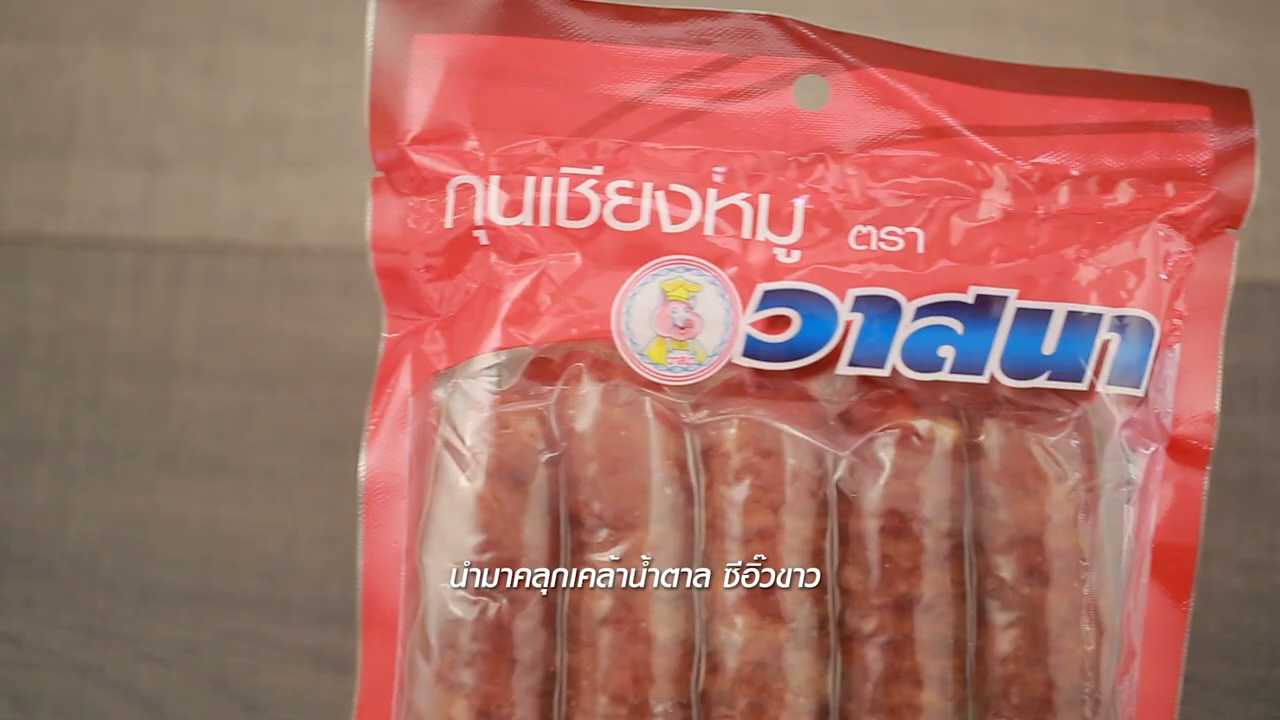 กุนเชียงหมู ตรา
วาสนา
นำมาคลุกเคล้าน้ำตาล ซีอิ๊วขาว